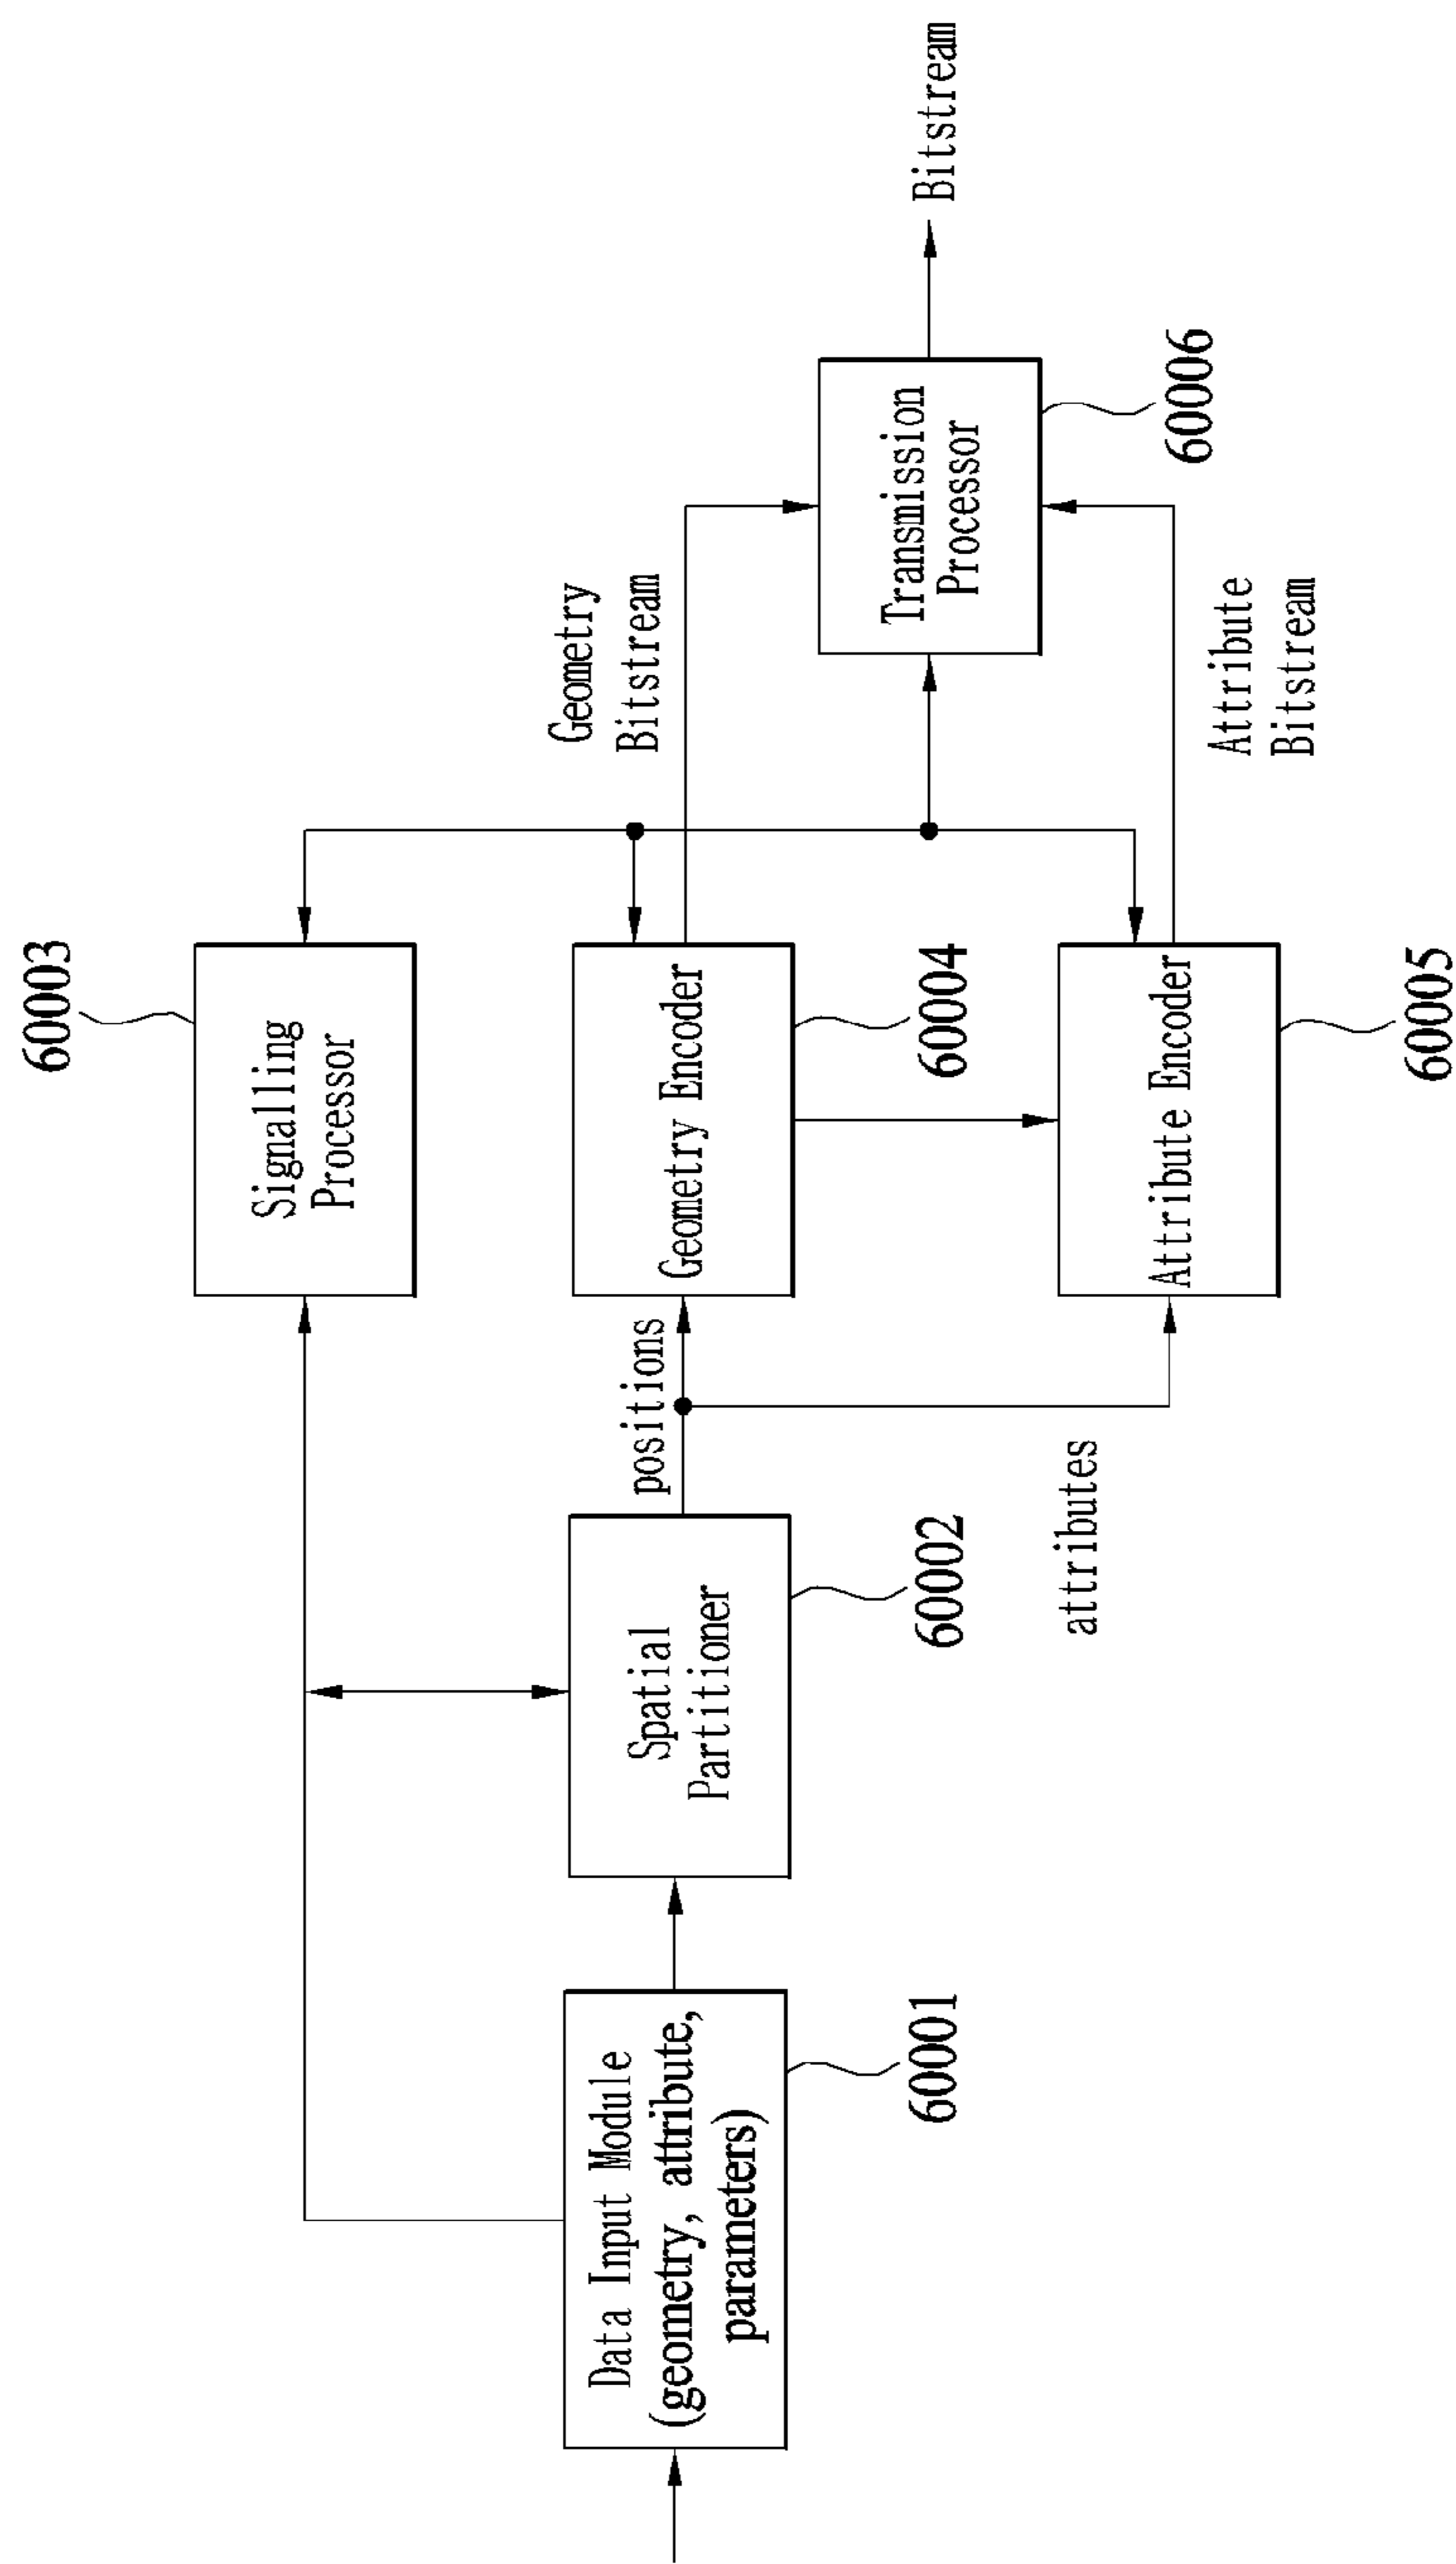 60003
Signalling
Processor
Geometry
Bitstream
Bitstream
Data Input Module
(geometry, attribute,
parameters)
60001
Spatial
Partitioner
60002
positions
Geometry Encoder
60004
Transmission
Processor
60006
attributes
Attribute Encoder
60005
Attribute
Bitstream